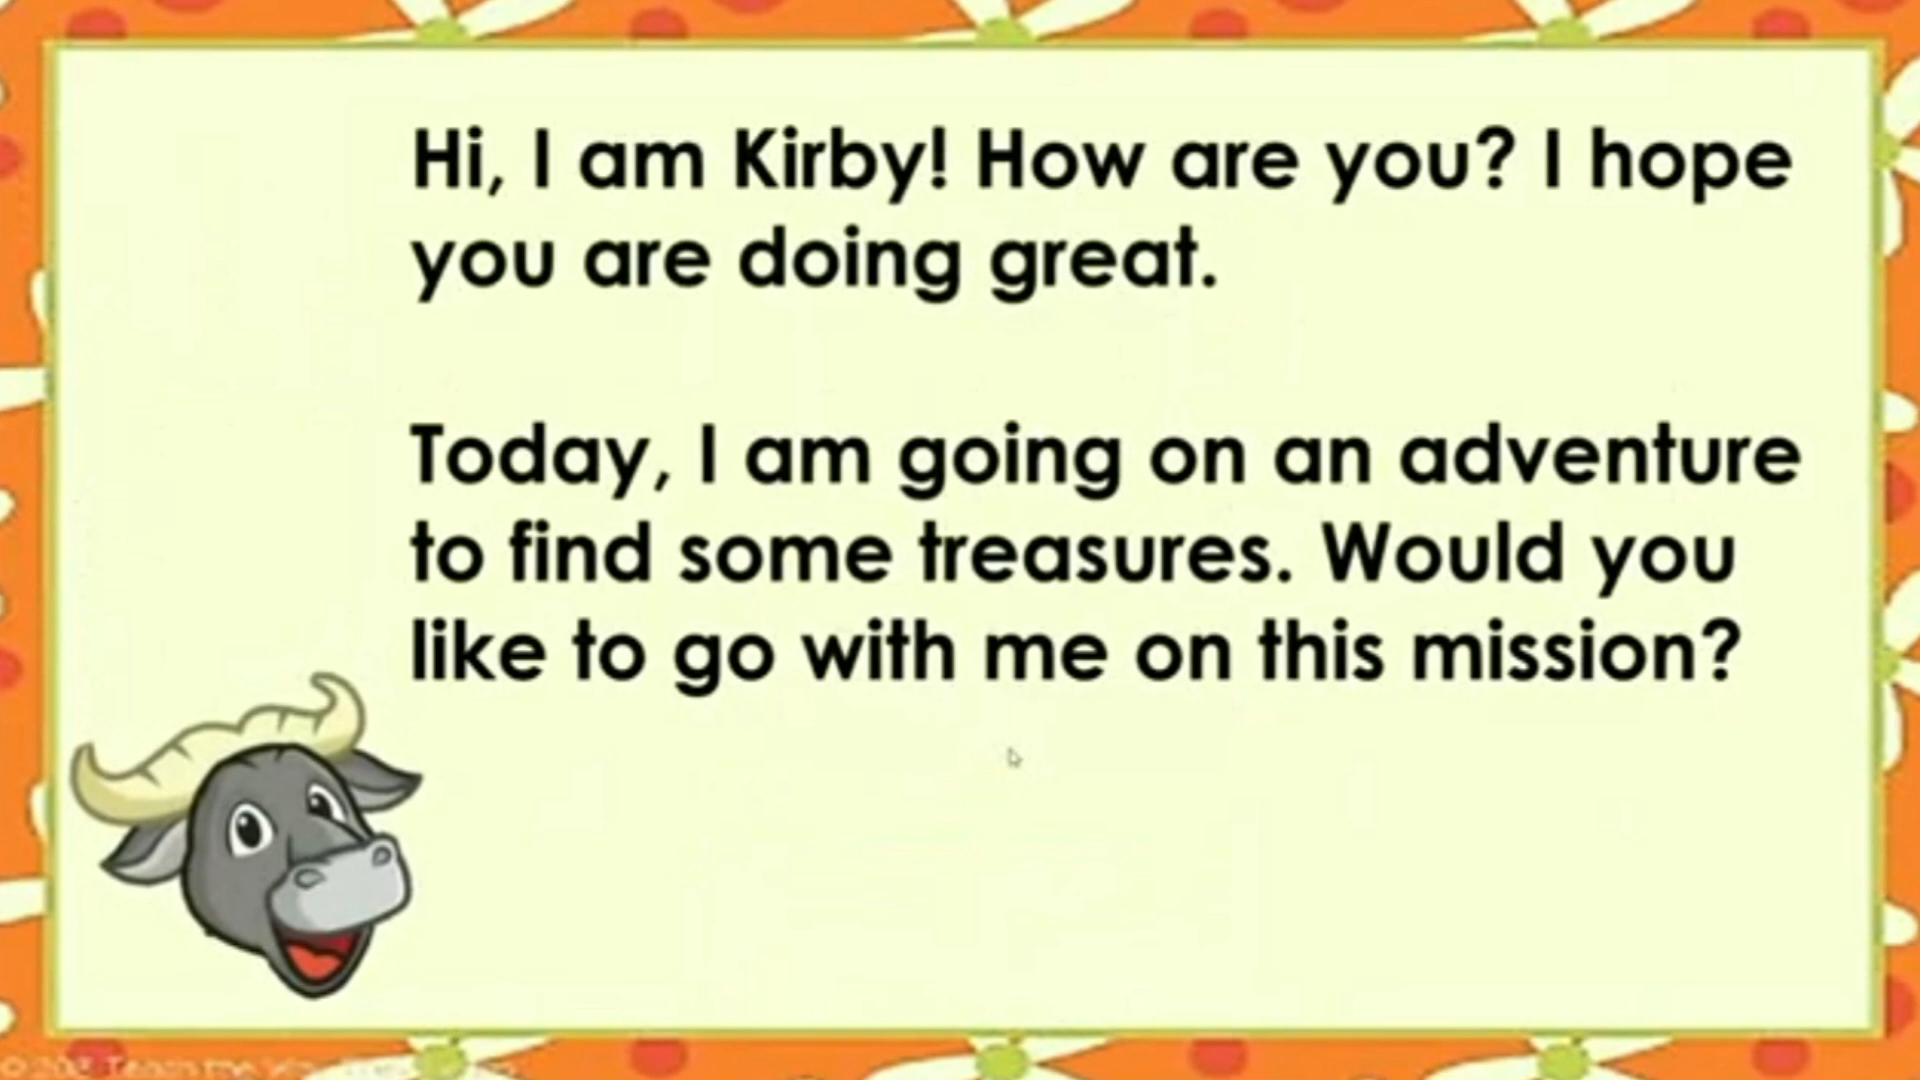 Hi, I am Kirby! How are you? I hope
you are doing great.
Today, I am going on an adventure
to find some treasures. Would you
like to go with me on this mission?